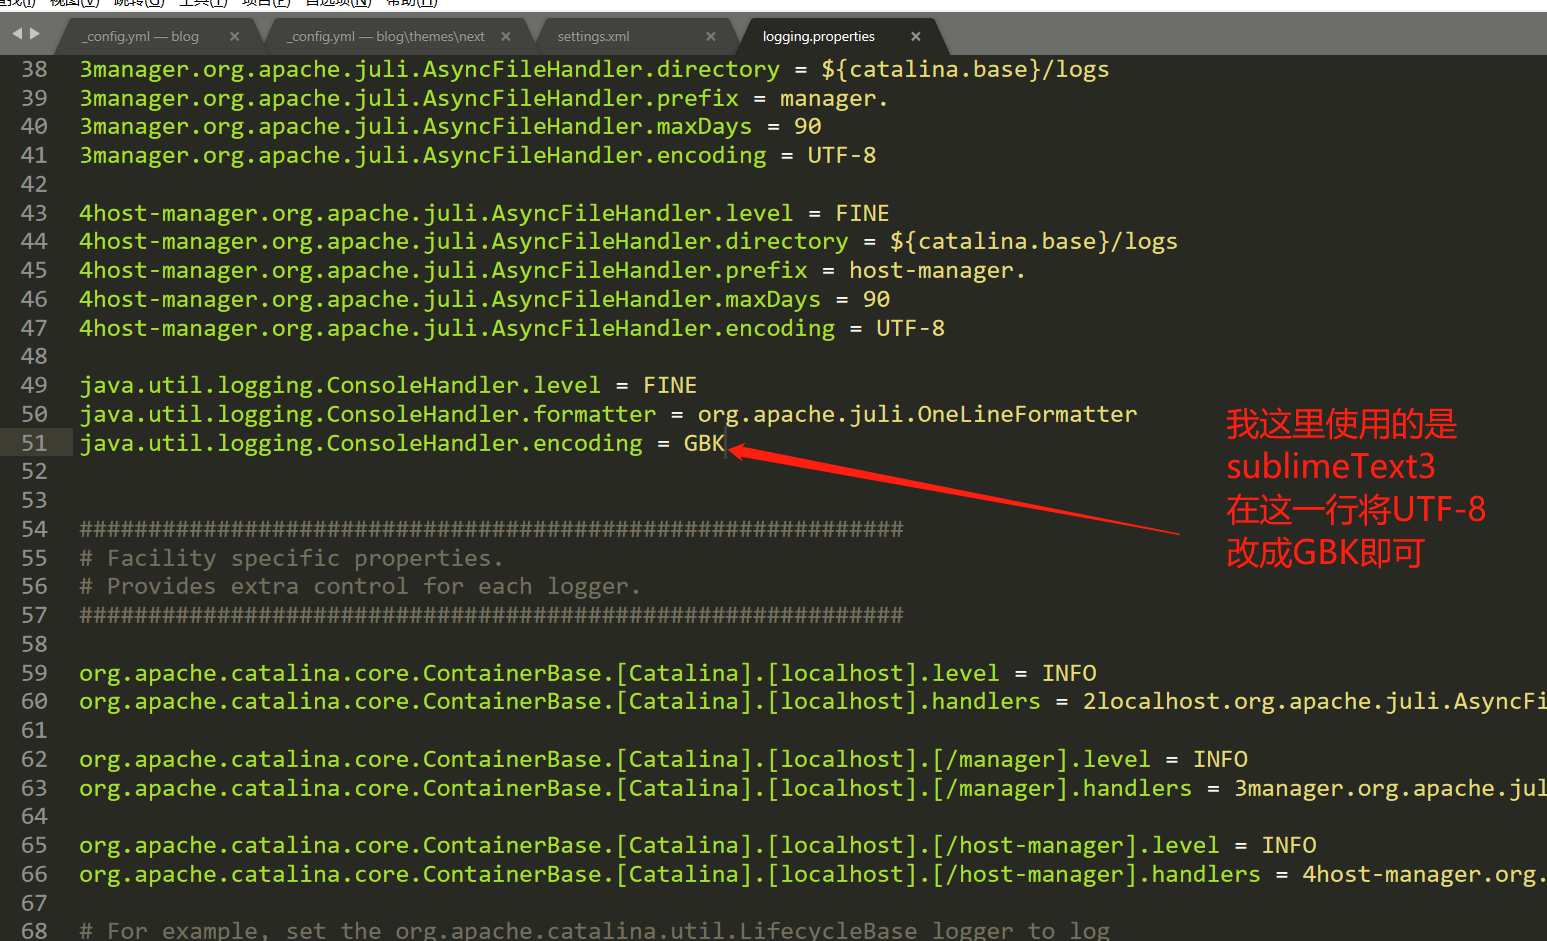 查找(I) 视图(V) 跳转(G) 工具(T) 项目(P) 首选项(N) 帮助(H)
_config.yml — blog × _config.yml — blog\themes\next × settings.xml × logging.properties ×
38 3manager.org.apache.juli.AsyncFileHandler.directory = ${catalina.base}/logs
39 3manager.org.apache.juli.AsyncFileHandler.prefix = manager.
40 3manager.org.apache.juli.AsyncFileHandler.maxDays = 90
41 3manager.org.apache.juli.AsyncFileHandler.encoding = UTF-8
42
43 4host-manager.org.apache.juli.AsyncFileHandler.level = FINE
44 4host-manager.org.apache.juli.AsyncFileHandler.directory = ${catalina.base}/logs
45 4host-manager.org.apache.juli.AsyncFileHandler.prefix = host-manager.
46 4host-manager.org.apache.juli.AsyncFileHandler.maxDays = 90
47 4host-manager.org.apache.juli.AsyncFileHandler.encoding = UTF-8
48
49 java.util.logging.ConsoleHandler.level = FINE
50 java.util.logging.ConsoleHandler.formatter = org.apache.juli.OneLineFormatter
51 java.util.logging.ConsoleHandler.encoding = GBK
我这里使用的是
sublimeText3
在这一行将UTF-8
改成GBK即可
52
53
54 ############################################################
55 # Facility specific properties.
56 # Provides extra control for each logger.
57 ############################################################
58
59 org.apache.catalina.core.ContainerBase.[Catalina].[localhost].level = INFO
60 org.apache.catalina.core.ContainerBase.[Catalina].[localhost].handlers = 2localhost.org.apache.juli.AsyncFi
61
62 org.apache.catalina.core.ContainerBase.[Catalina].[localhost].[/manager].level = INFO
63 org.apache.catalina.core.ContainerBase.[Catalina].[localhost].[/manager].handlers = 3manager.org.apache.jul
64
65 org.apache.catalina.core.ContainerBase.[Catalina].[localhost].[/host-manager].level = INFO
66 org.apache.catalina.core.ContainerBase.[Catalina].[localhost].[/host-manager].handlers = 4host-manager.org.
67
68 # For example, set the org.apache.catalina.util.LifecycleBase logger to log